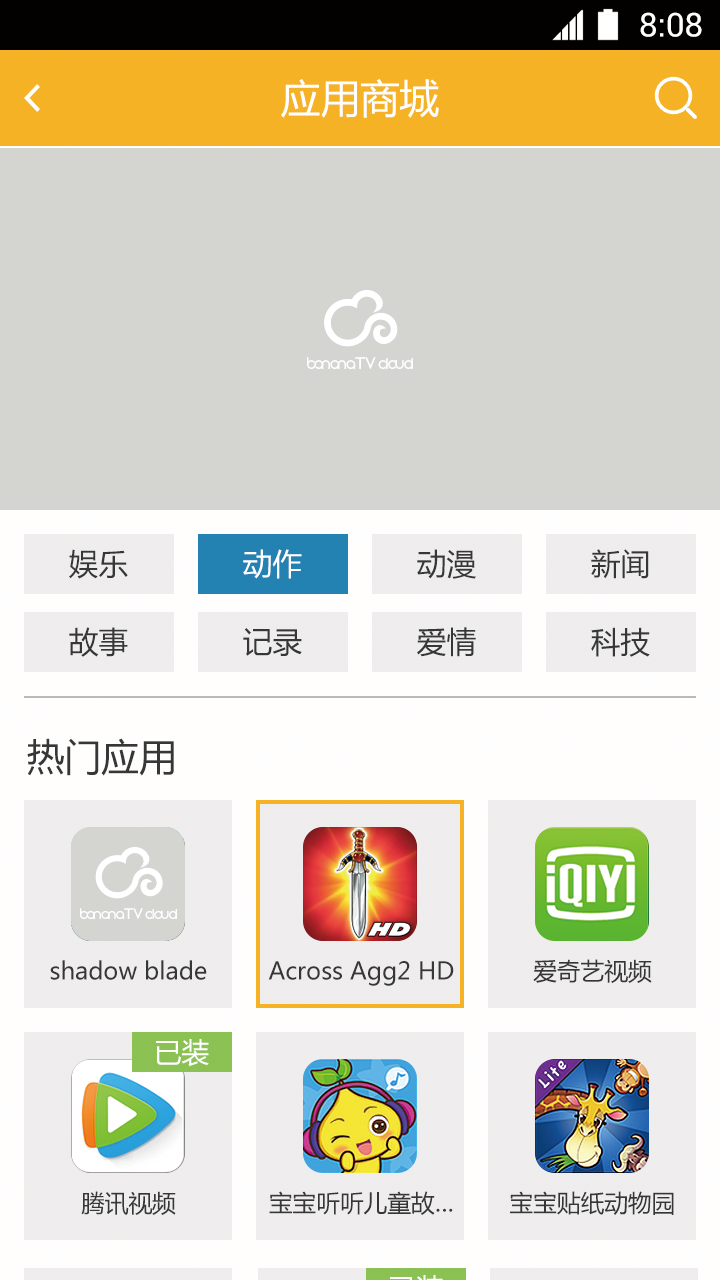 8:08
应用商城
bananaTV cloud
娱乐
动作
动漫
新闻
故事
记录
爱情
科技
热门应用
bananaTV cloud
HD
iQIYI
shadow blade
Across Agg2 HD
爱奇艺视频
已装
Lite
腾讯视频
宝宝听听儿童故...
宝宝贴纸动物园